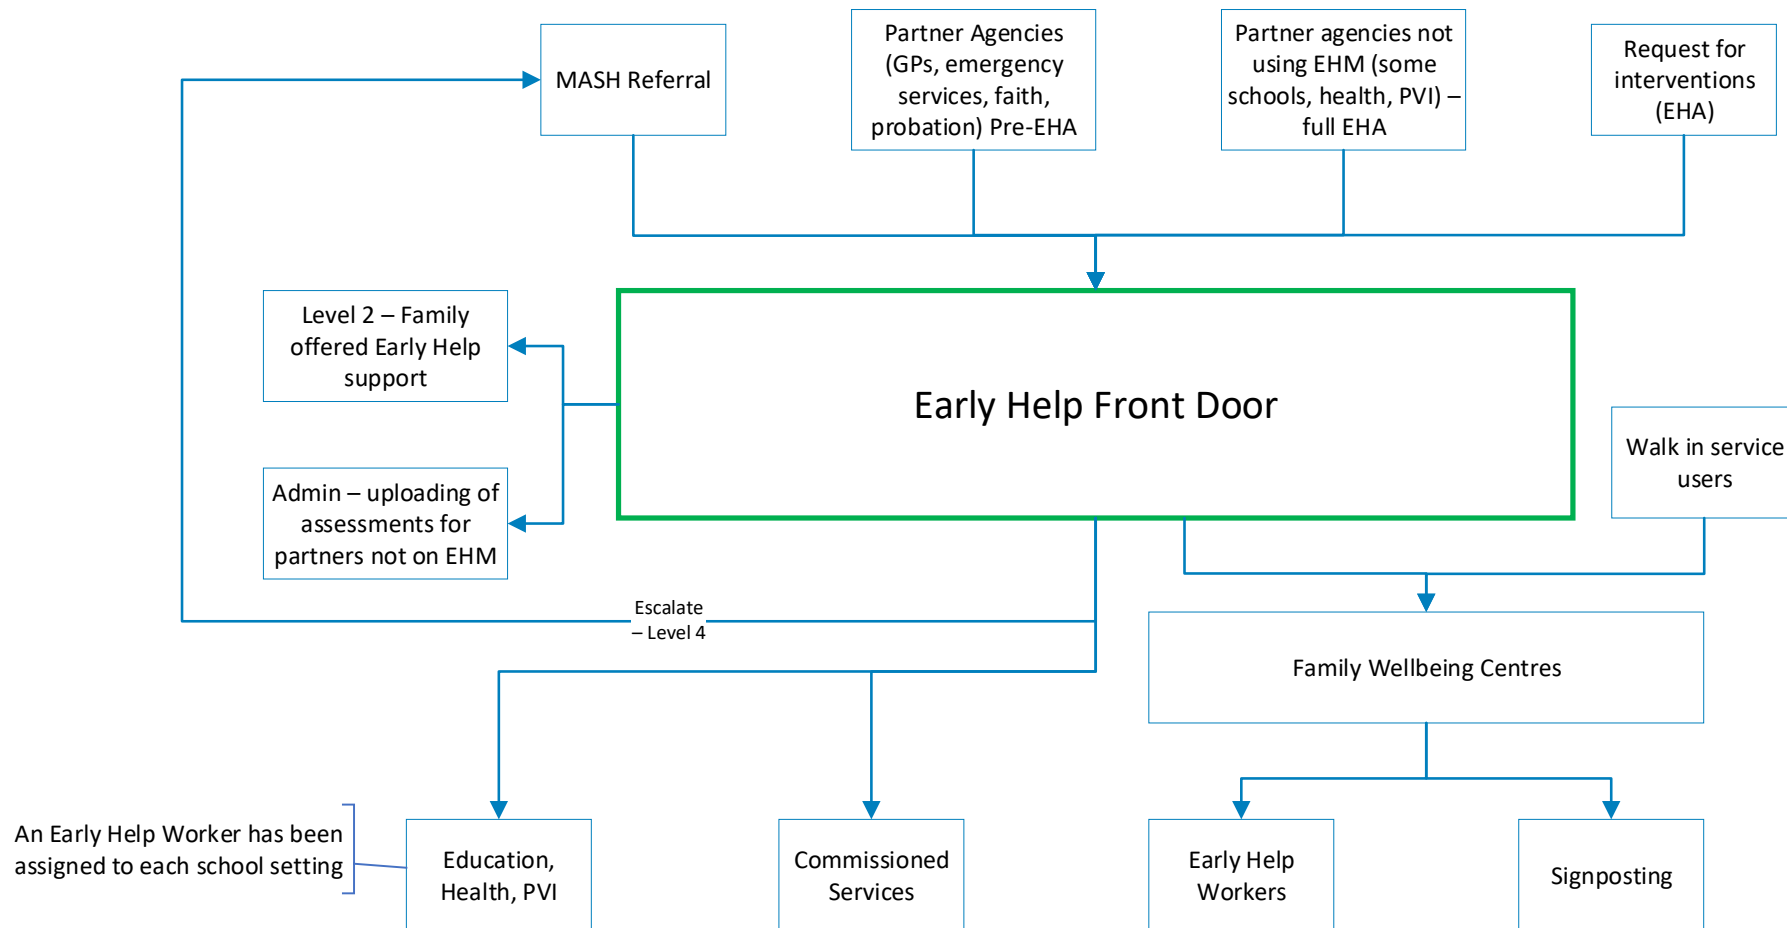 MASH Referral
Partner Agencies
(GPs, emergency
services, faith,
probation) Pre-EHA
Partner agencies not
using EHM (some
schools, health, PVI) –
full EHA
Request for
interventions
(EHA)
Level 2 – Family
offered Early Help
support
Early Help Front Door
Walk in service
users
Admin – uploading of
assessments for
partners not on EHM
Escalate
– Level 4
Family Wellbeing Centres
An Early Help Worker has been
assigned to each school setting
Education,
Health, PVI
Commissioned
Services
Early Help
Workers
Signposting